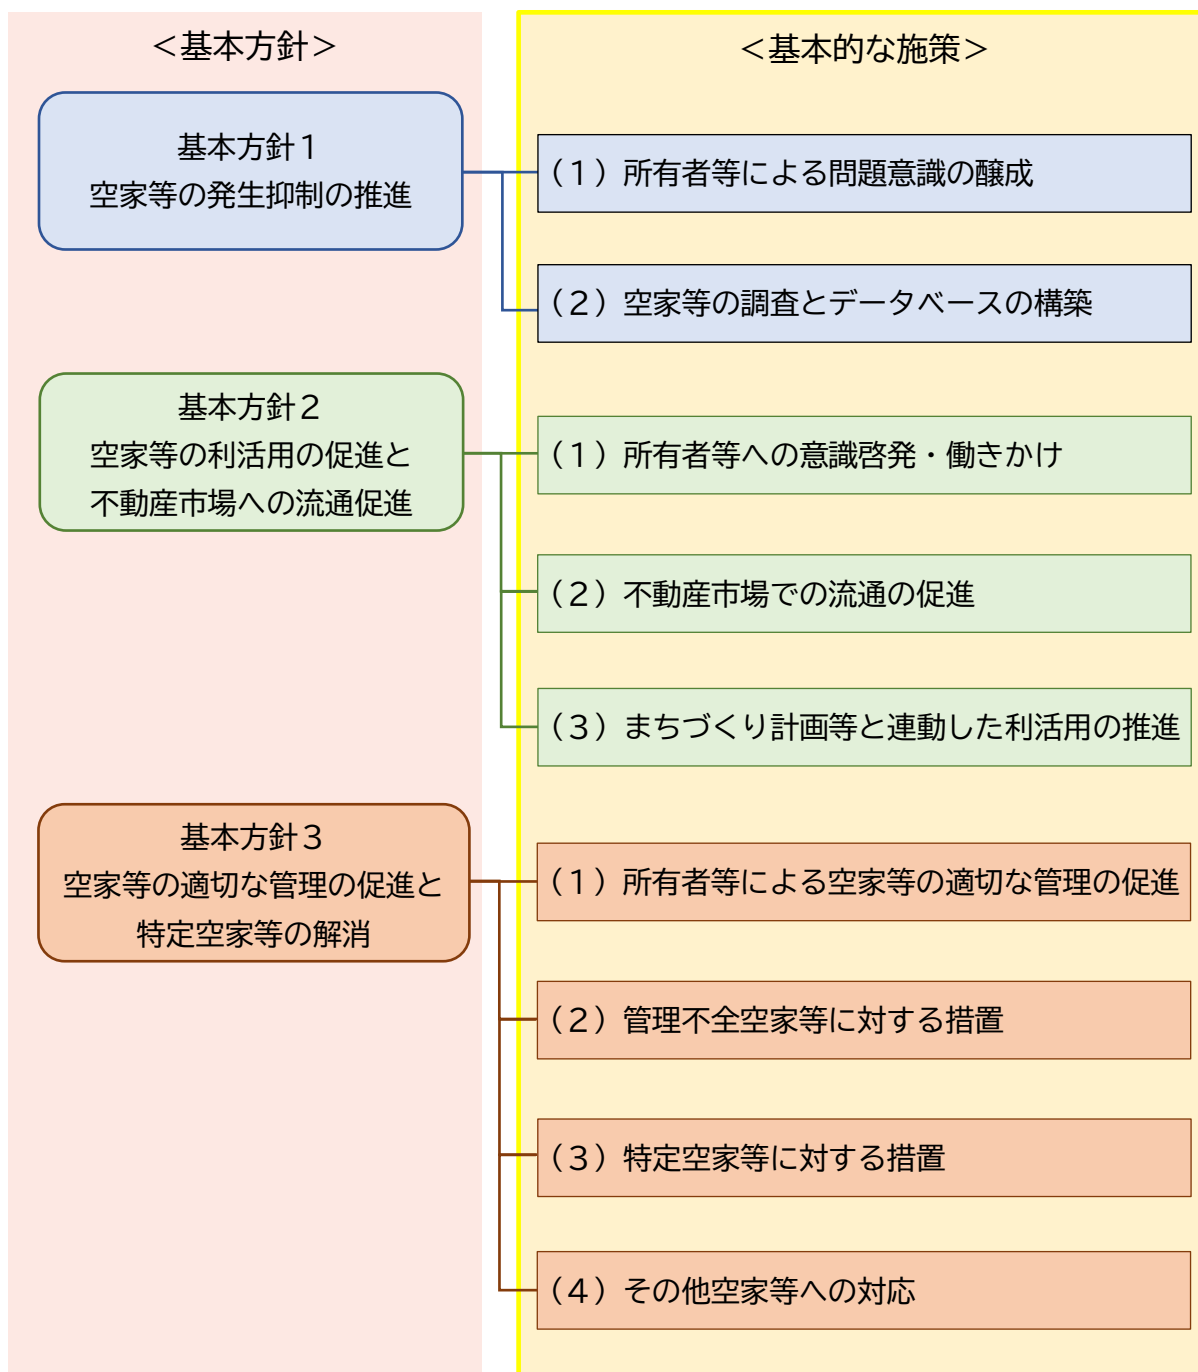 ＜基本方針＞
＜基本的な施策＞
基本方針１
空家等の発生抑制の推進
（１）所有者等による問題意識の醸成
（２）空家等の調査とデータベースの構築
基本方針２
空家等の利活用の促進と
不動産市場への流通促進
（１）所有者等への意識啓発・働きかけ
（２）不動産市場での流通の促進
（３）まちづくり計画等と連動した利活用の推進
基本方針３
空家等の適切な管理の促進と
特定空家等の解消
（１）所有者等による空家等の適切な管理の促進
（２）管理不全空家等に対する措置
（３）特定空家等に対する措置
（４）その他空家等への対応